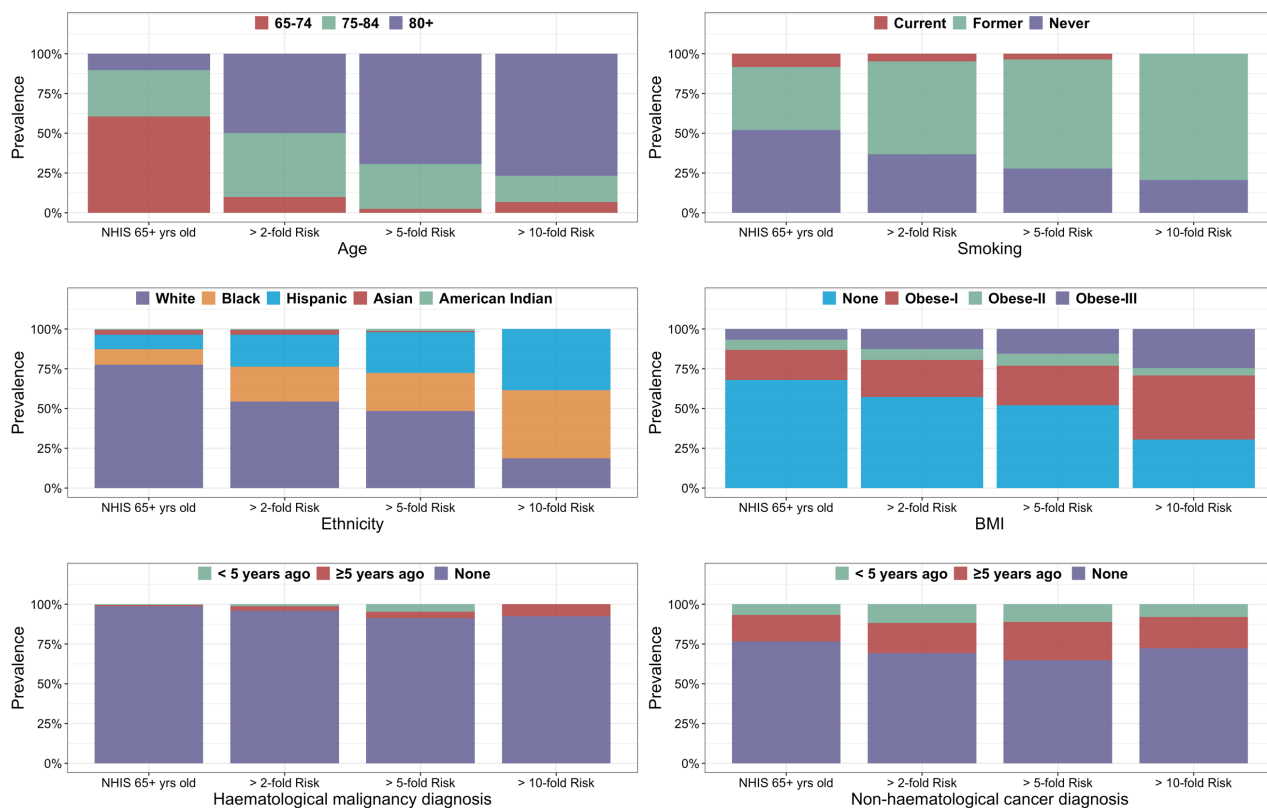 65-74 75-84 80+
100%
75%
50%
25%
0%
Prevalence
NHIS 65+ yrs old > 2-fold Risk > 5-fold Risk > 10-fold Risk
Age
Current Former Never
100%
75%
50%
25%
0%
Prevalence
NHIS 65+ yrs old > 2-fold Risk > 5-fold Risk > 10-fold Risk
Smoking
White Black Hispanic Asian American Indian
100%
75%
50%
25%
0%
Prevalence
NHIS 65+ yrs old > 2-fold Risk > 5-fold Risk > 10-fold Risk
Ethnicity
None Obese-I Obese-II Obese-III
100%
75%
50%
25%
0%
Prevalence
NHIS 65+ yrs old > 2-fold Risk > 5-fold Risk > 10-fold Risk
BMI
< 5 years ago ≥5 years ago None
100%
75%
50%
25%
0%
Prevalence
NHIS 65+ yrs old > 2-fold Risk > 5-fold Risk > 10-fold Risk
Haematological malignancy diagnosis
< 5 years ago ≥5 years ago None
100%
75%
50%
25%
0%
Prevalence
NHIS 65+ yrs old > 2-fold Risk > 5-fold Risk > 10-fold Risk
Non-haematological cancer diagnosis